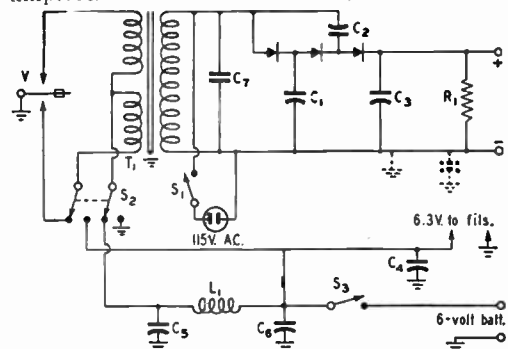 C2
V
C7
C1
C3
R1
+
−
T1
S1
S2
115V. A.C.
6.3V. to fils.
C4
L1
S3
C5
C6
6-volt batt.